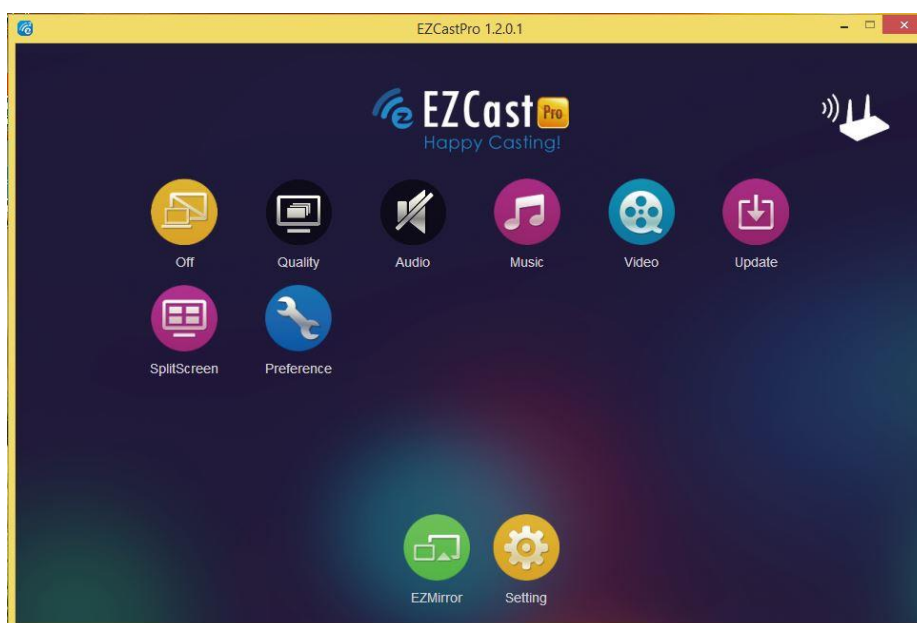 EZCastPro 1.2.0.1
EZCast Pro
Happy Casting!
Off
Quality
Audio
Music
Video
Update
SplitScreen
Preference
EZMirror
Setting